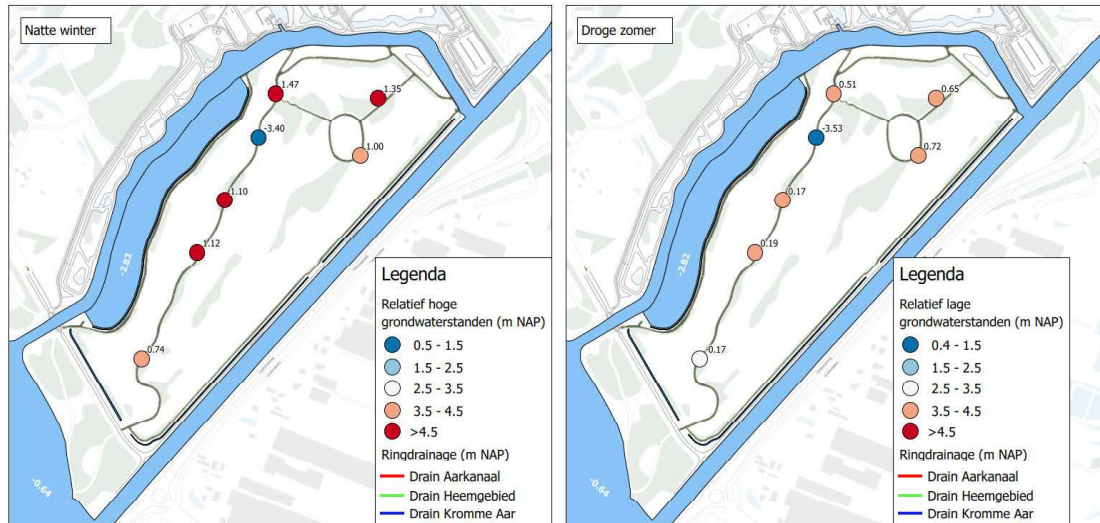 Natte winter
1.47
1.35
-3.40
1.00
1.10
1.12
-2.82
0.74
-0.64
Legenda
Relatief hoge
grondwaterstanden (m NAP)
0.5 - 1.5
1.5 - 2.5
2.5 - 3.5
3.5 - 4.5
>4.5
Ringdrainage (m NAP)
Drain Aarkanaal
Drain Heemgebied
Drain Kromme Aar
Droge zomer
0.51
0.65
-3.53
0.72
0.17
0.19
-2.82
-0.17
-0.64
Legenda
Relatief lage
grondwaterstanden (m NAP)
0.4 - 1.5
1.5 - 2.5
2.5 - 3.5
3.5 - 4.5
>4.5
Ringdrainage (m NAP)
Drain Aarkanaal
Drain Heemgebied
Drain Kromme Aar